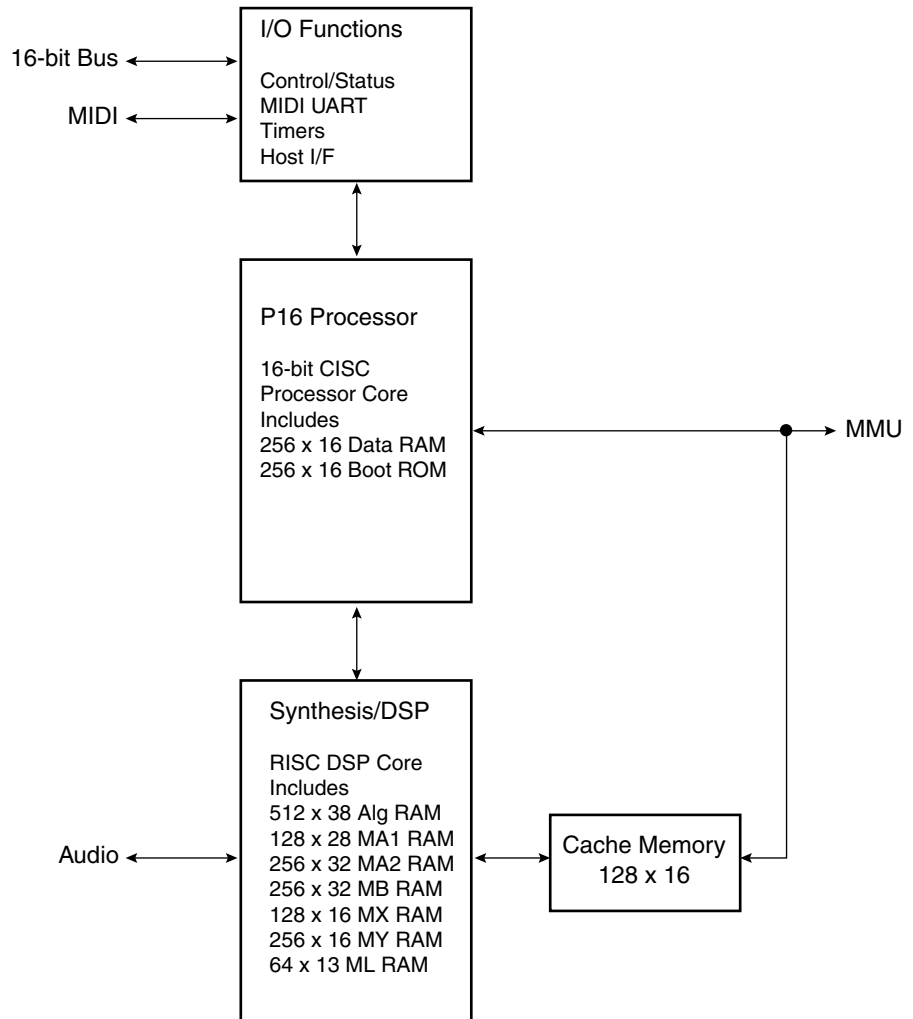 I/O Functions
16-bit Bus
Control/Status
MIDI UART
MIDI
Timers
Host I/F
P16 Processor
16-bit CISC
Processor Core
Includes
256 x 16 Data RAM
256 x 16 Boot ROM
MMU
Synthesis/DSP
RISC DSP Core
Includes
512 x 38 Alg RAM
128 x 28 MA1 RAM
256 x 32 MA2 RAM
256 x 32 MB RAM
128 x 16 MX RAM
256 x 16 MY RAM
64 x 13 ML RAM
Audio
Cache Memory
128 x 16